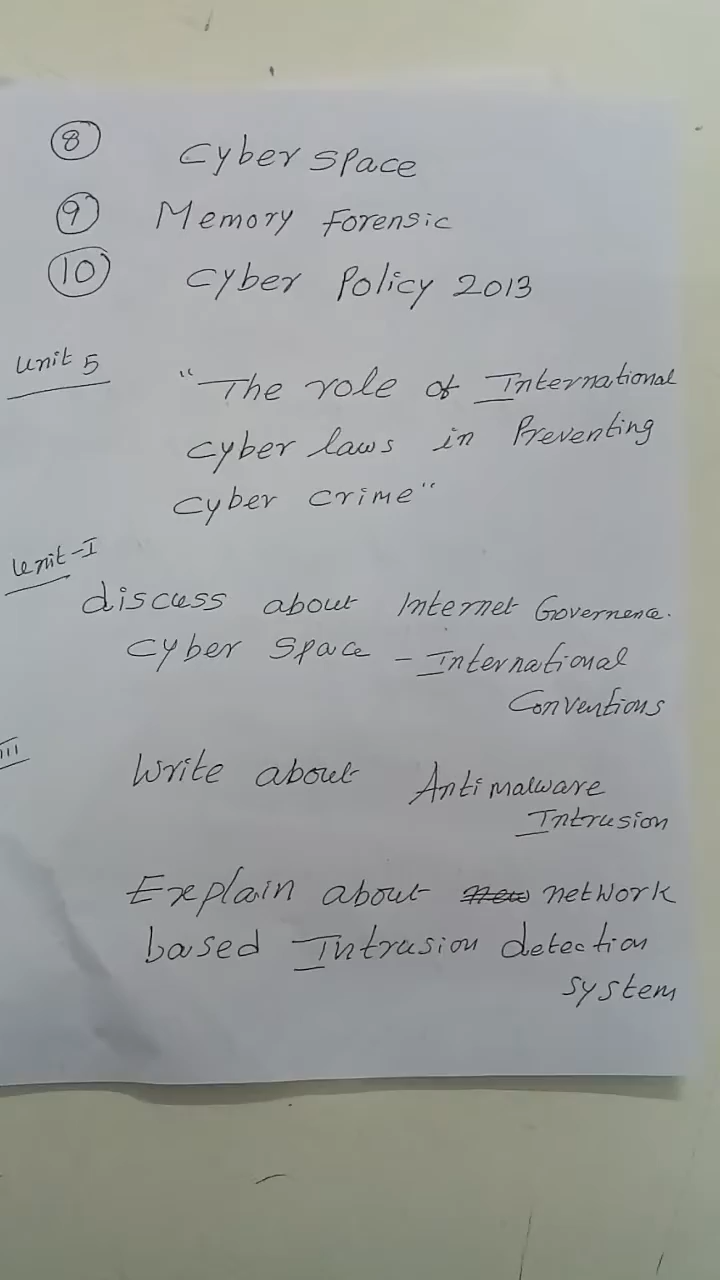 8 Cyber space
9 Memory Forensic
10 Cyber Policy 2013
Unit 5 "The role of International
cyber laws in Preventing
cyber crime"
Unit-I
discuss about Internet Governence.
Cyber Space - International
Conventions
III
Write about Antimalware
Intrusion
Explain about new network
based Intrusion detection
system